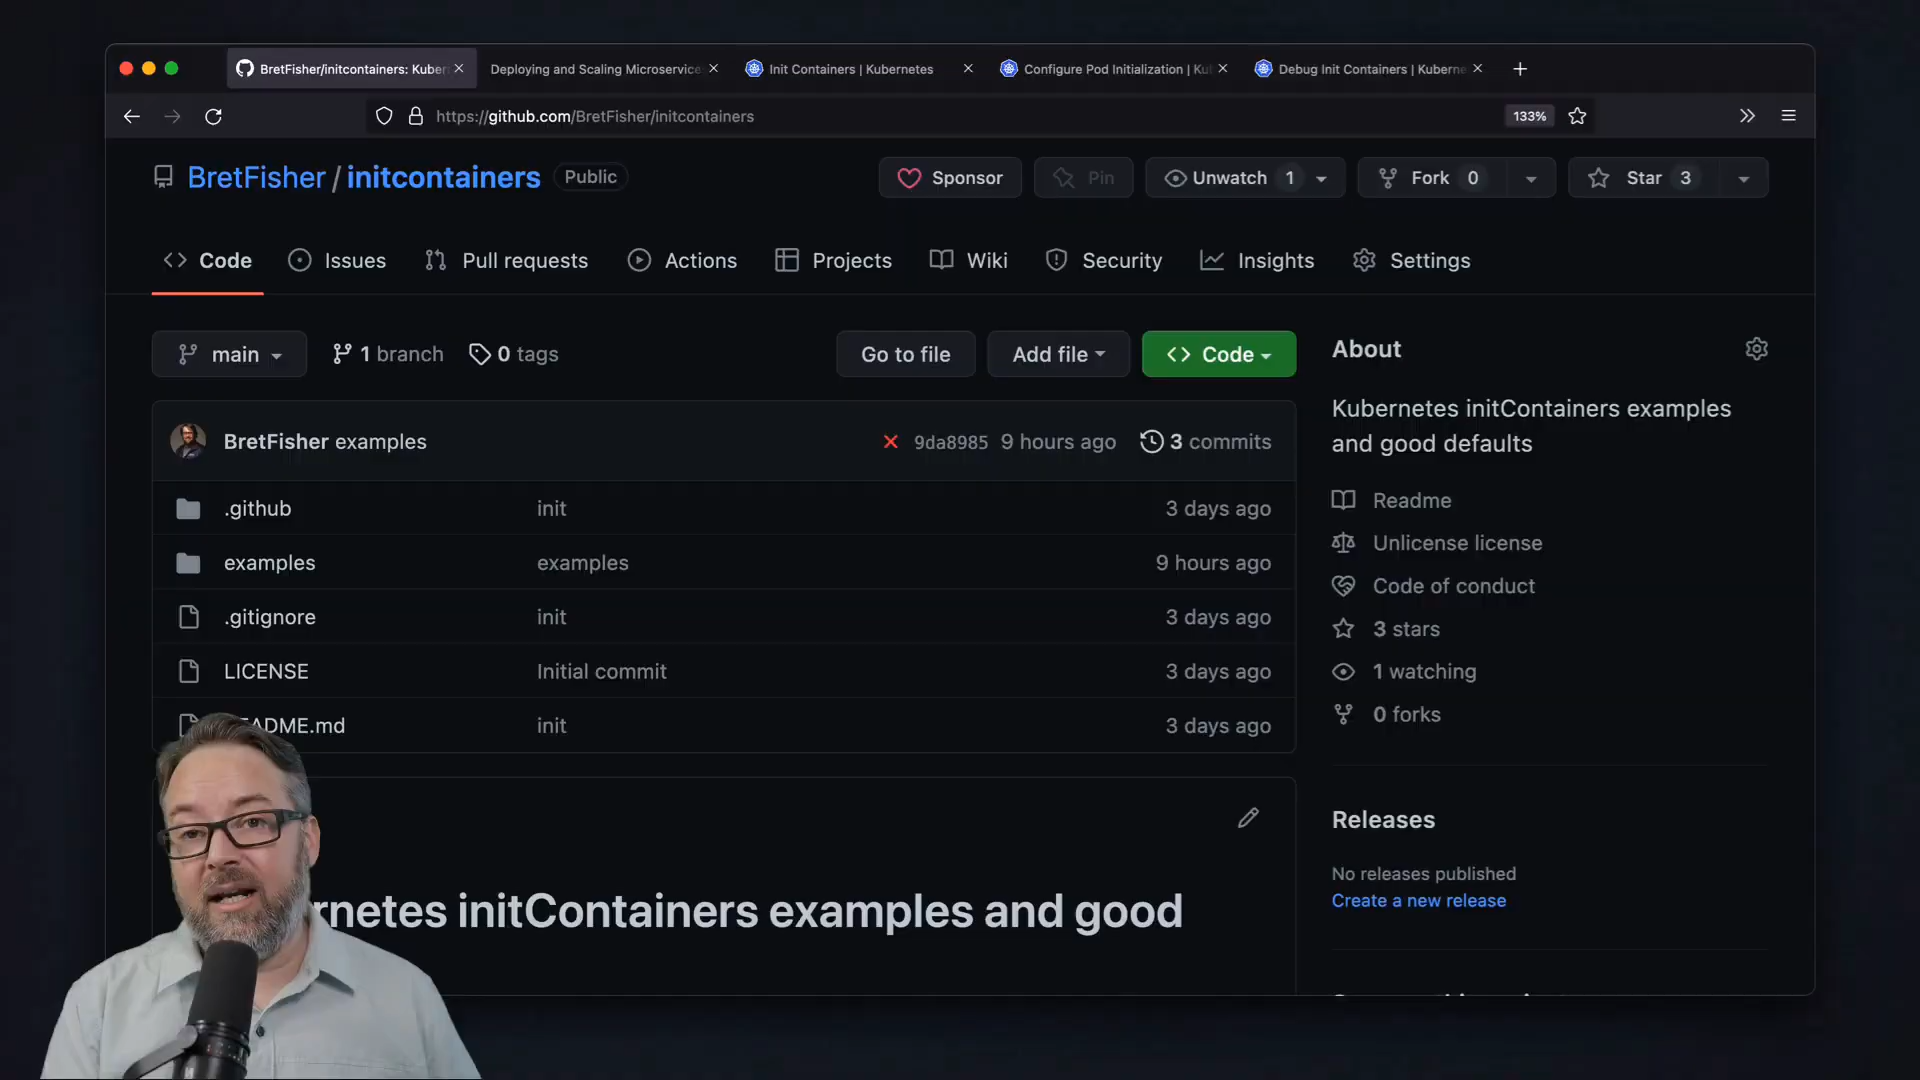 BretFisher/initcontainers: Kuber
Deploying and Scaling Microservice
Init Containers | Kubernetes
Configure Pod Initialization | Ku
Debug Init Containers | Kuberne
https://github.com/BretFisher/initcontainers
133%
BretFisher / initcontainers
Public
Sponsor
Pin
Unwatch 1
Fork 0
Star 3
Code
Issues
Pull requests
Actions
Projects
Wiki
Security
Insights
Settings
main
1 branch
0 tags
Go to file
Add file
Code
BretFisher examples
9da8985 9 hours ago
3 commits
.github init 3 days ago
examples examples 9 hours ago
.gitignore init 3 days ago
LICENSE Initial commit 3 days ago
ADME.md init 3 days ago
rnetes initContainers examples and good
About
Kubernetes initContainers examples
and good defaults
Readme
Unlicense license
Code of conduct
3 stars
1 watching
0 forks
Releases
No releases published
Create a new release